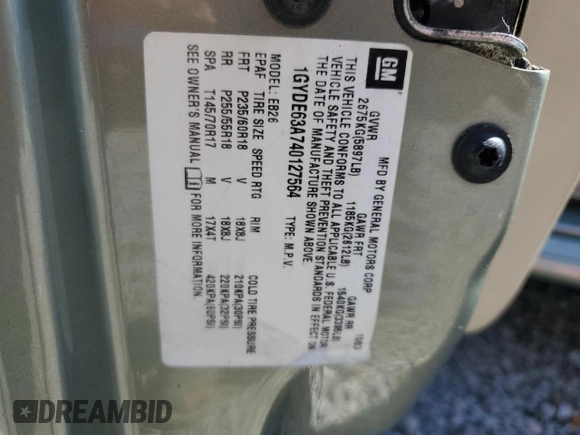 GM
MFD BY GENERAL MOTORS CORP
GVWR GAWR FRT GAWR RR
2675KG(5897LB) 1185KG(2612LB) 1540KG(3395LB)
THIS VEHICLE CONFORMS TO ALL APPLICABLE U.S. FEDERAL MOTOR
VEHICLE SAFETY AND THEFT PREVENTION STANDARDS IN EFFECT ON
THE DATE OF MANUFACTURE SHOWN ABOVE.
1GYDE63A740127564 TYPE: M.P.V.
MODEL: EB26
EPAF TIRE SIZE SPEED RTG RIM COLD TIRE PRESSURE
FRT P235/60R18 V 18X8J 210KPA(30PSI)
RR P255/55R18 V 18X8J 220KPA(32PSI)
SPA T145/70R17 M 17X4T 420KPA(60PSI)
SEE OWNER'S MANUAL FOR MORE INFORMATION.
DREAMBID